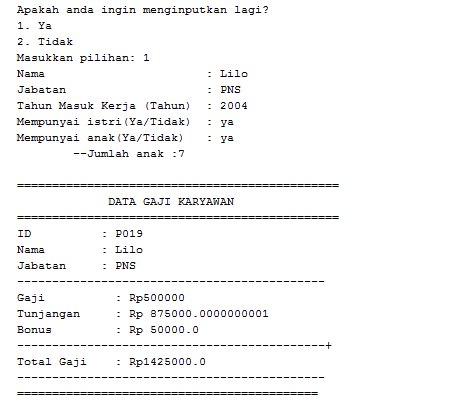 Apakah anda ingin menginputkan lagi?
1. Ya
2. Tidak
Masukkan pilihan: 1
Nama                       : Lilo
Jabatan                    : PNS
Tahun Masuk Kerja (Tahun)  : 2004
Mempunyai istri(Ya/Tidak)  : ya
Mempunyai anak(Ya/Tidak)   : ya
        --Jumlah anak :7
==============================================
             DATA GAJI KARYAWAN
==============================================
ID          : P019
Nama        : Lilo
Jabatan     : PNS
--------------------------------------------
Gaji          : Rp500000
Tunjangan     : Rp 875000.0000000001
Bonus         : Rp 50000.0
--------------------------------------------+
Total Gaji    : Rp1425000.0
--------------------------------------------
===========================================